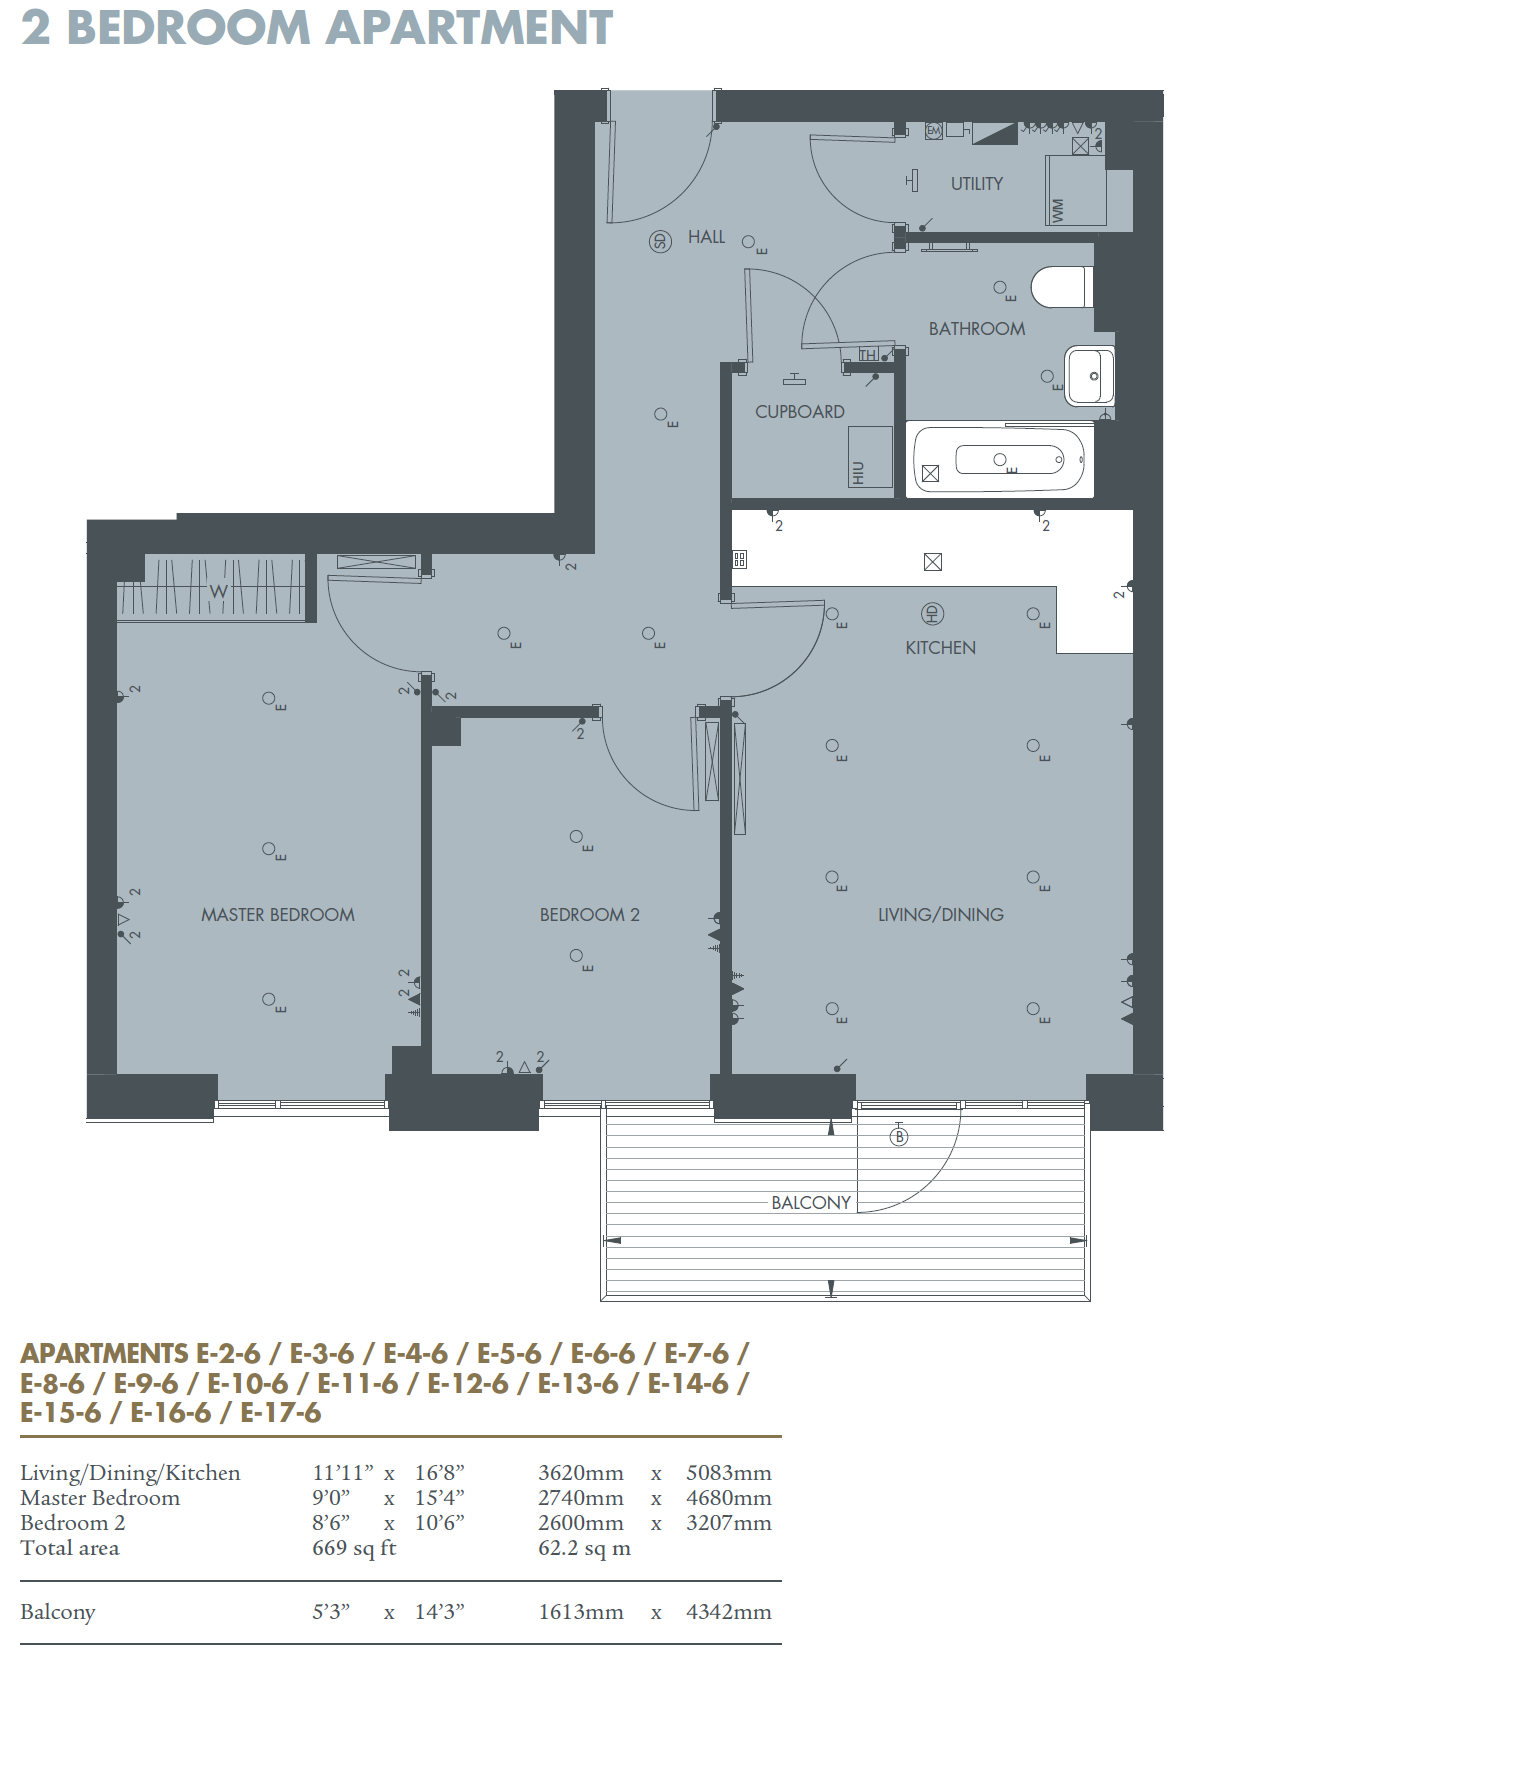 2 BEDROOM APARTMENT
EM
2
UTILITY
WM
SD
HALL
E
E
BATHROOM
TH
E
CUPBOARD
E
HIU
E
2
2
2
W
2
E
HD
E
E
E
KITCHEN
2
2
2
2
E
E
E
E
2
E
E
E
E
2
MASTER BEDROOM
BEDROOM 2
LIVING/DINING
2
E
2
2
E
E
E
2
2
B
BALCONY
APARTMENTS E-2-6 / E-3-6 / E-4-6 / E-5-6 / E-6-6 / E-7-6 /
E-8-6 / E-9-6 / E-10-6 / E-11-6 / E-12-6 / E-13-6 / E-14-6 /
E-15-6 / E-16-6 / E-17-6
Living/Dining/Kitchen 11’11” x 16’8” 3620mm x 5083mm
Master Bedroom 9’0” x 15’4” 2740mm x 4680mm
Bedroom 2 8’6” x 10’6” 2600mm x 3207mm
Total area 669 sq ft 62.2 sq m
Balcony 5’3” x 14’3” 1613mm x 4342mm